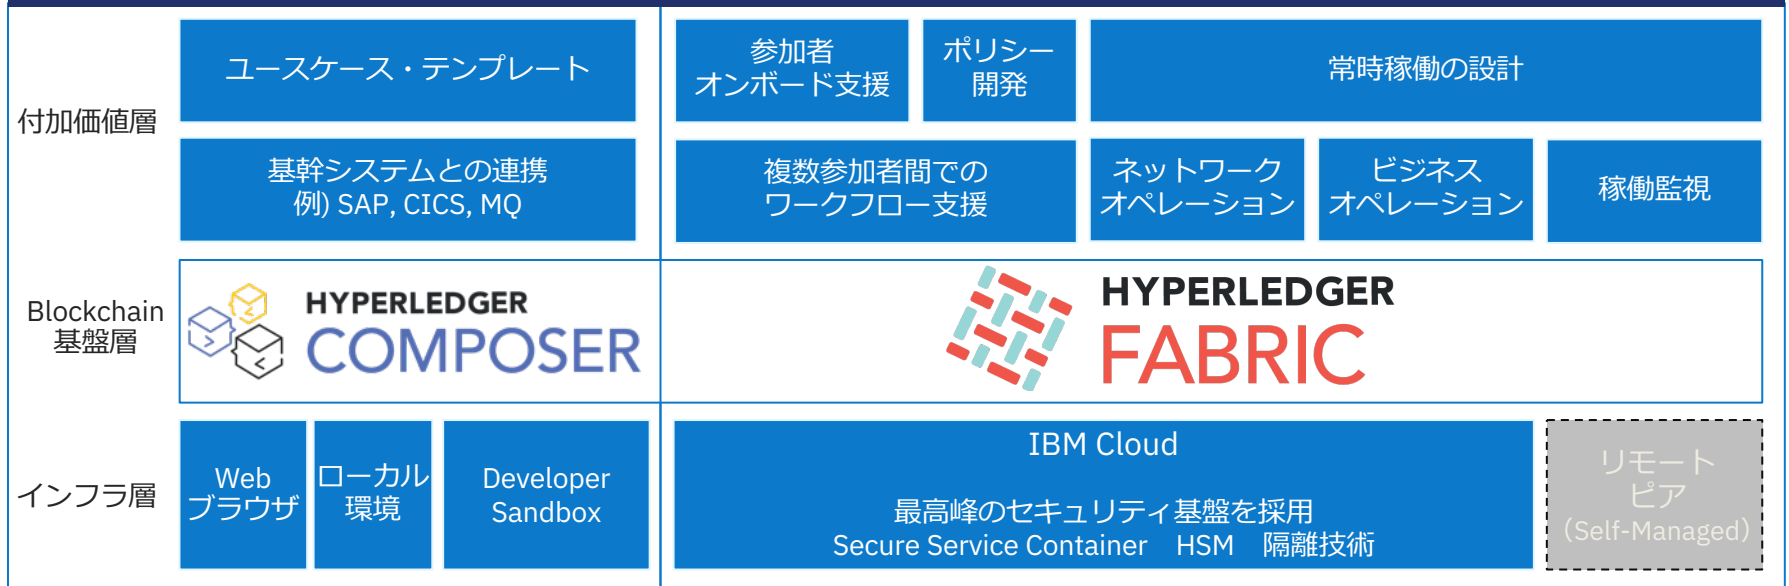 付加価値層
ユースケース・テンプレート
参加者
オンボード支援
ポリシー
開発
常時稼働の設計
基幹システムとの連携
例) SAP, CICS, MQ
複数参加者間での
ワークフロー支援
ネットワーク
オペレーション
ビジネス
オペレーション
稼働監視
Blockchain
基盤層
HYPERLEDGER
COMPOSER
HYPERLEDGER
FABRIC
インフラ層
Web
ブラウザ
ローカル
環境
Developer
Sandbox
IBM Cloud
最高峰のセキュリティ基盤を採用
Secure Service Container　HSM　隔離技術
リモート
ピア
（Self-Managed）